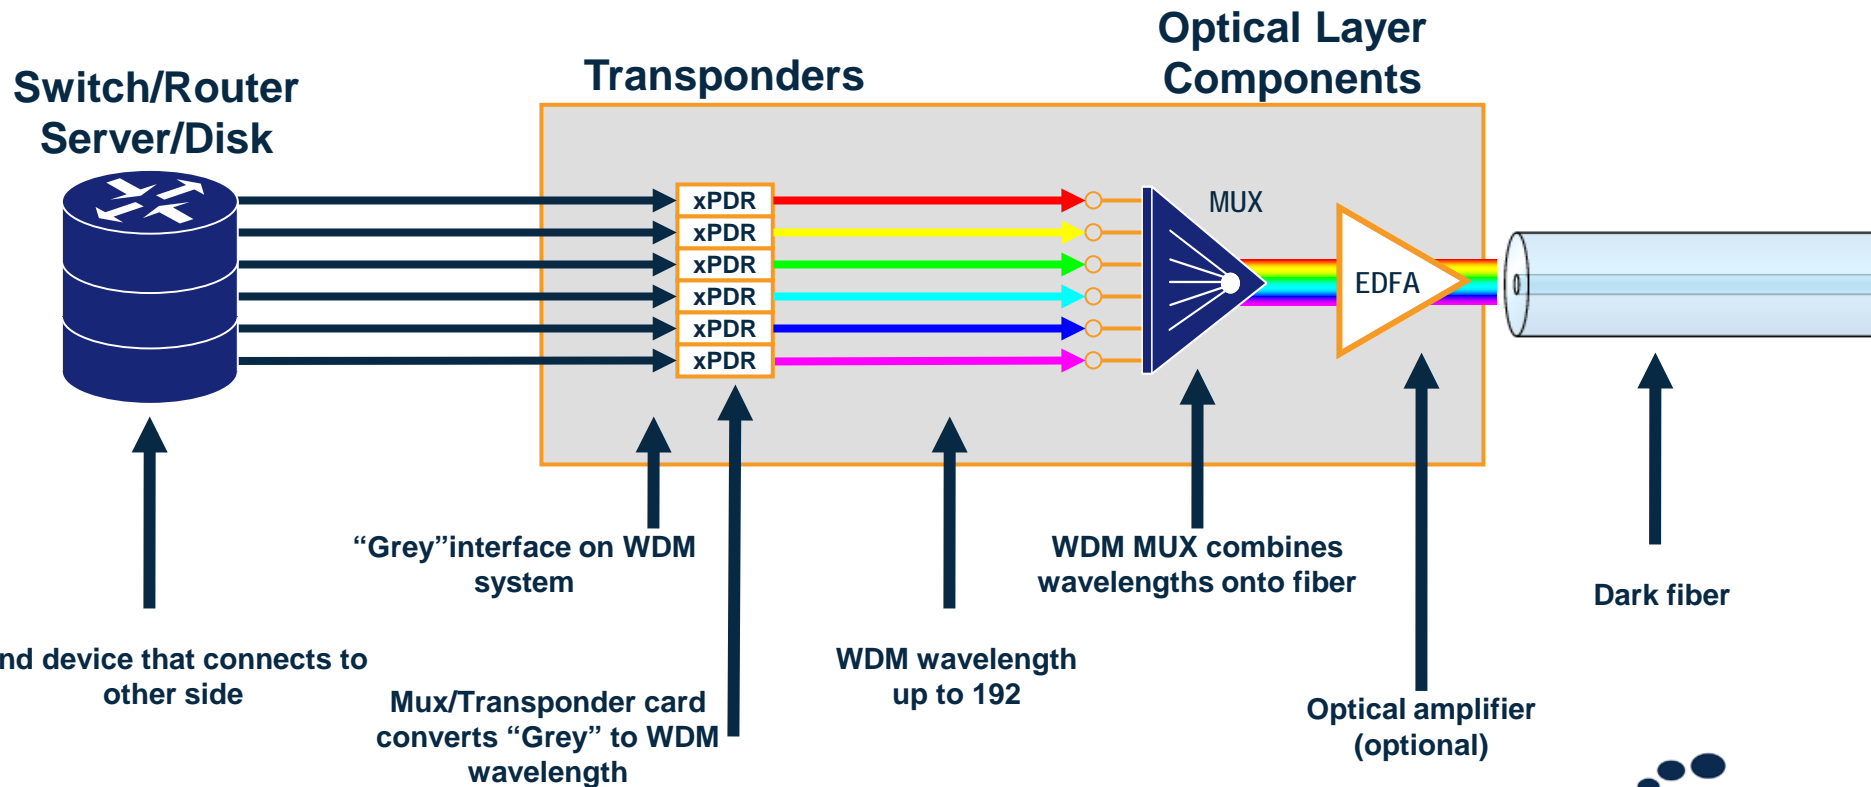 Optical Layer
Components
Transponders
Switch/Router
Server/Disk
xPDR
xPDR
xPDR
xPDR
xPDR
xPDR
MUX
EDFA
“Grey”interface on WDM
system
WDM MUX combines
wavelengths onto fiber
Dark fiber
nd device that connects to
other side
WDM wavelength
up to 192
Mux/Transponder card
converts “Grey” to WDM
wavelength
Optical amplifier
(optional)